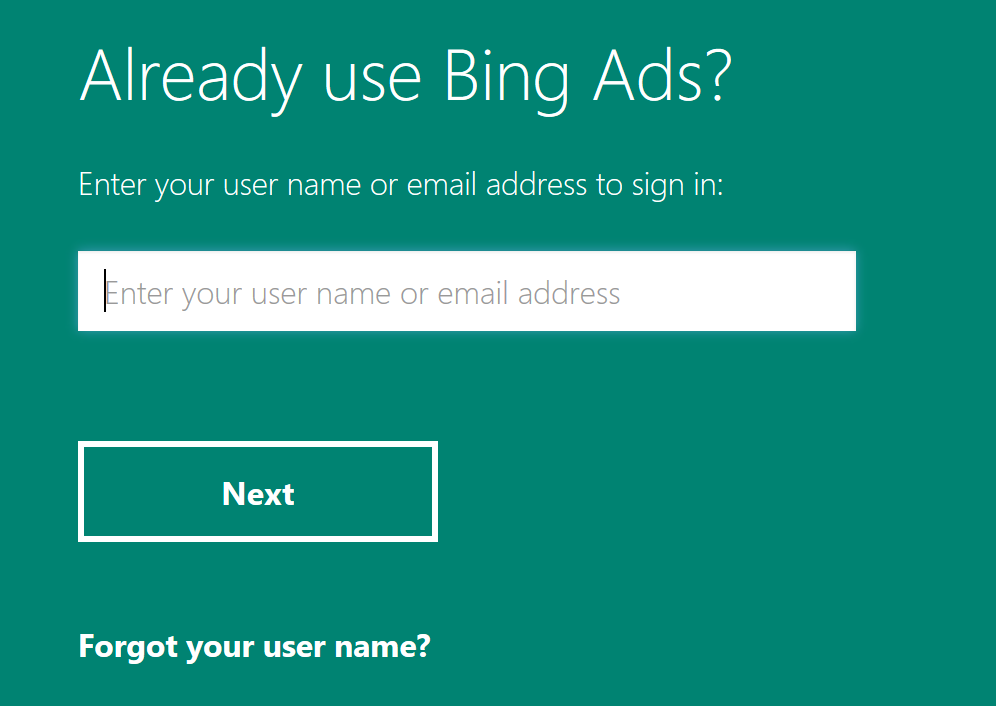 Already use Bing Ads?
Enter your user name or email address to sign in:
Enter your user name or email address
Next
Forgot your user name?